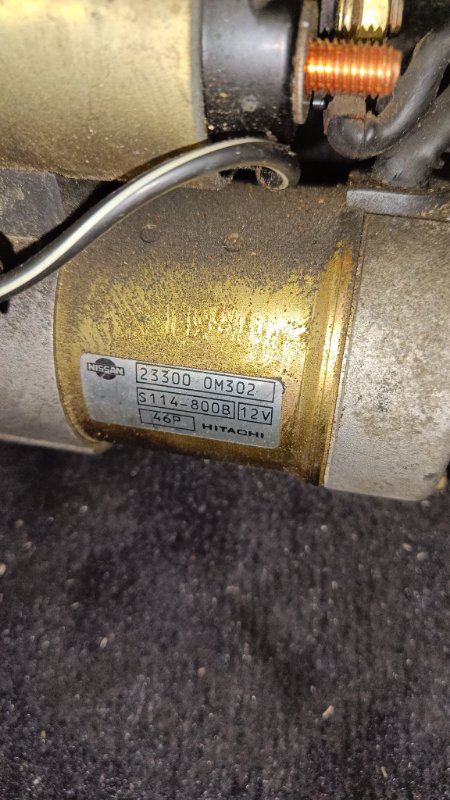 NISSAN
23300 0M302
S114-800B 12V
46P HITACHI